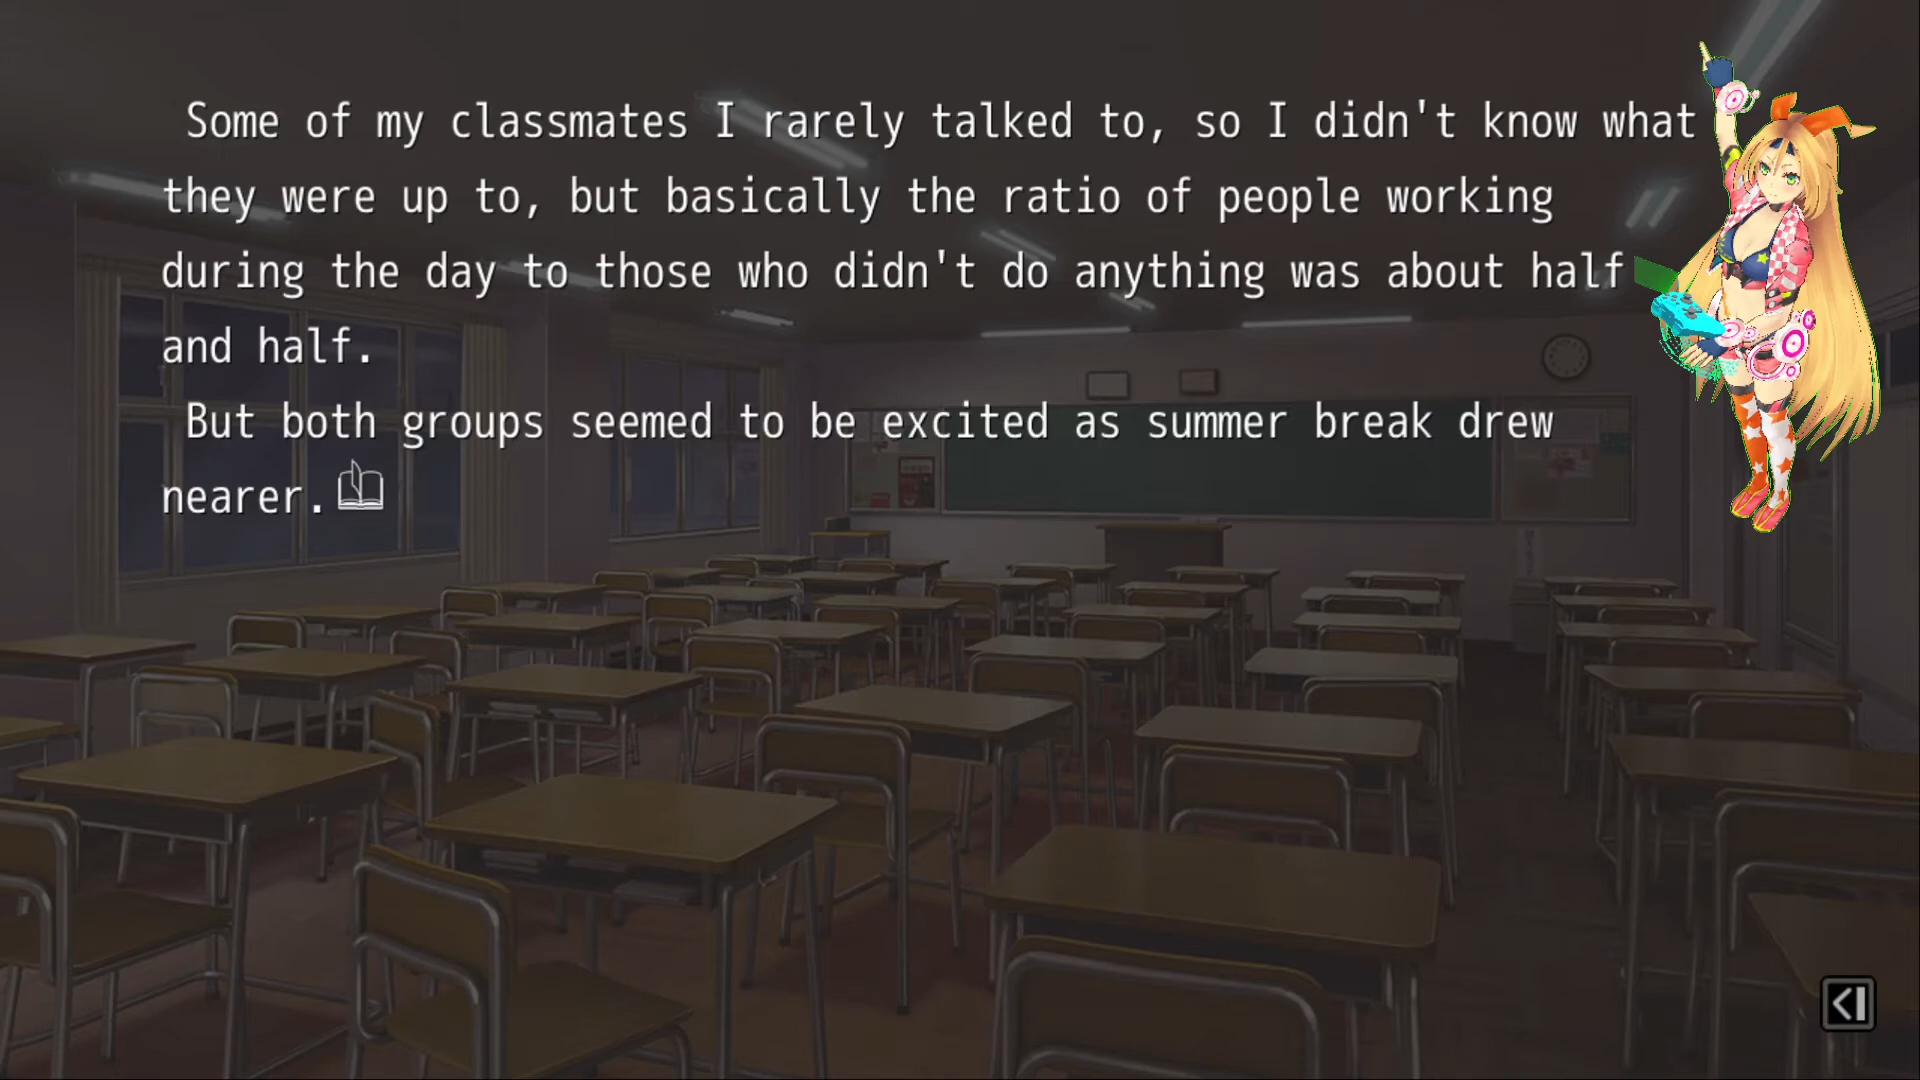 Some of my classmates I rarely talked to, so I didn't know what
they were up to, but basically the ratio of people working
during the day to those who didn't do anything was about half
and half.
But both groups seemed to be excited as summer break drew
nearer.